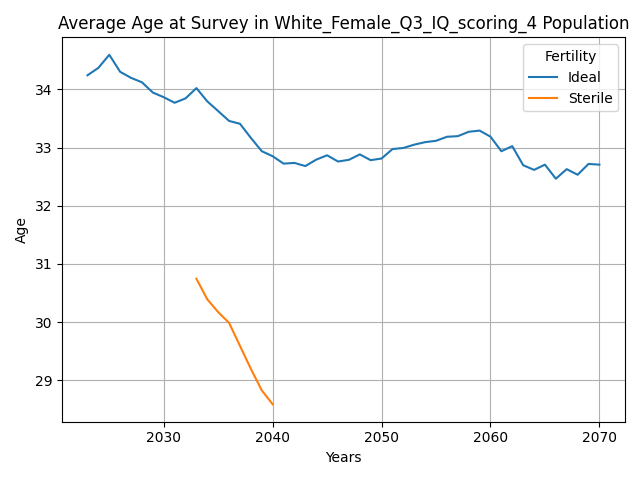 Average Age at Survey in White_Female_Q3_IQ_scoring_4 Population
Fertility
Ideal
Sterile
34
33
32
31
30
29
Age
2030 2040 2050 2060 2070
Years